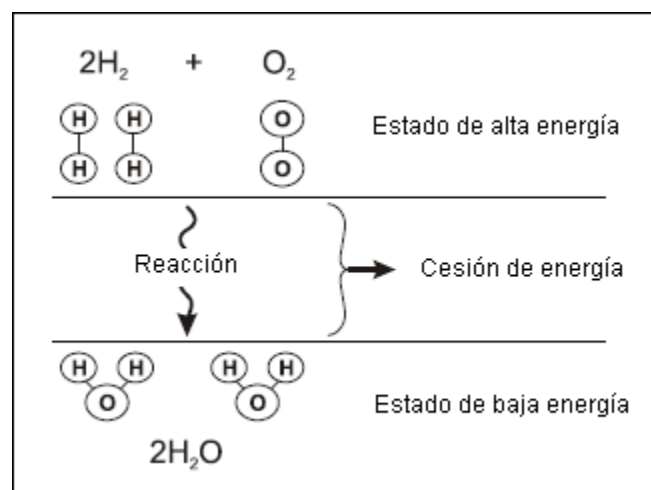 2H₂ + O₂
H H O
Estado de alta energía
H H O
Reacción
Cesión de energía
H H H H
O O
Estado de baja energía
2H₂O